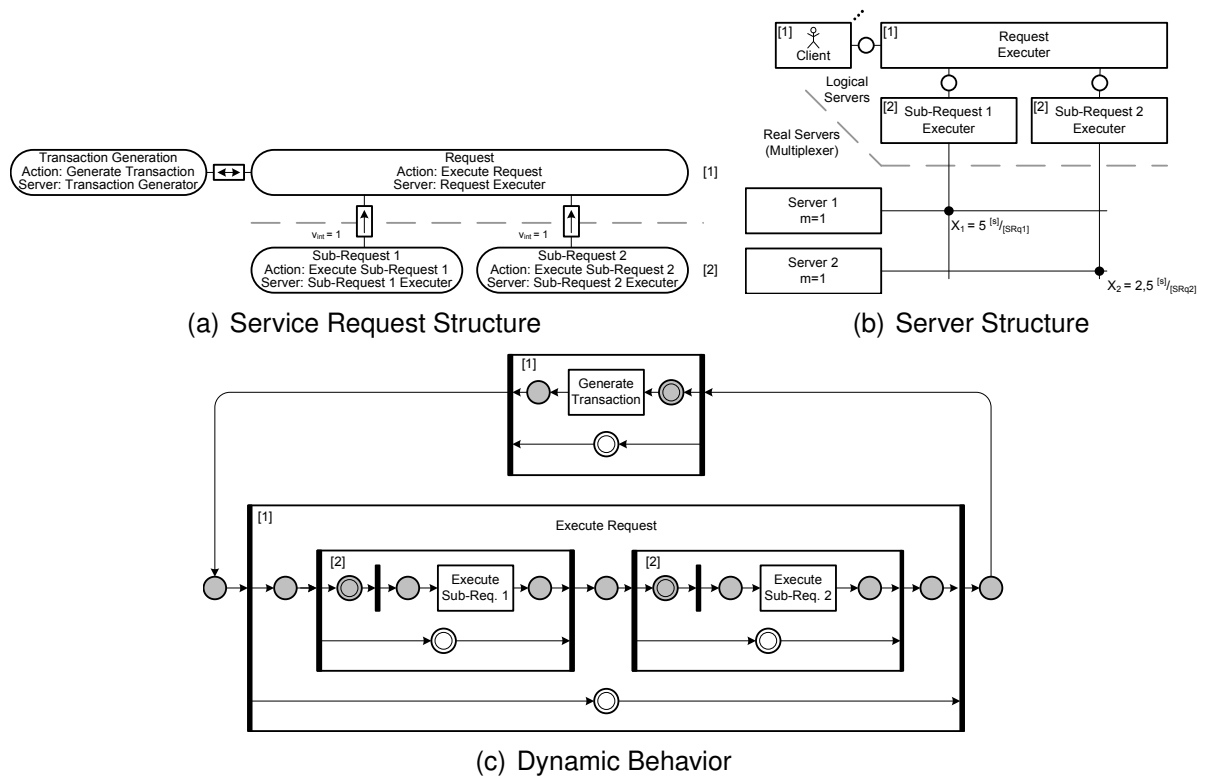 Transaction Generation
Action: Generate Transaction
Server: Transaction Generator
Request
Action: Execute Request
Server: Request Executer
[1]
v_int = 1
v_int = 1
Sub-Request 1
Action: Execute Sub-Request 1
Server: Sub-Request 1 Executer
Sub-Request 2
Action: Execute Sub-Request 2
Server: Sub-Request 2 Executer
[2]
(a) Service Request Structure
[1]
Client
[1]
Request
Executer
Logical
Servers
[2] Sub-Request 1
Executer
[2] Sub-Request 2
Executer
Real Servers
(Multiplexer)
Server 1
m=1
X₁ = 5 [s]/[SRq1]
Server 2
m=1
X₂ = 2,5 [s]/[SRq2]
(b) Server Structure
[1]
Generate
Transaction
[1]
Execute Request
[2]
Execute
Sub-Req. 1
[2]
Execute
Sub-Req. 2
(c) Dynamic Behavior